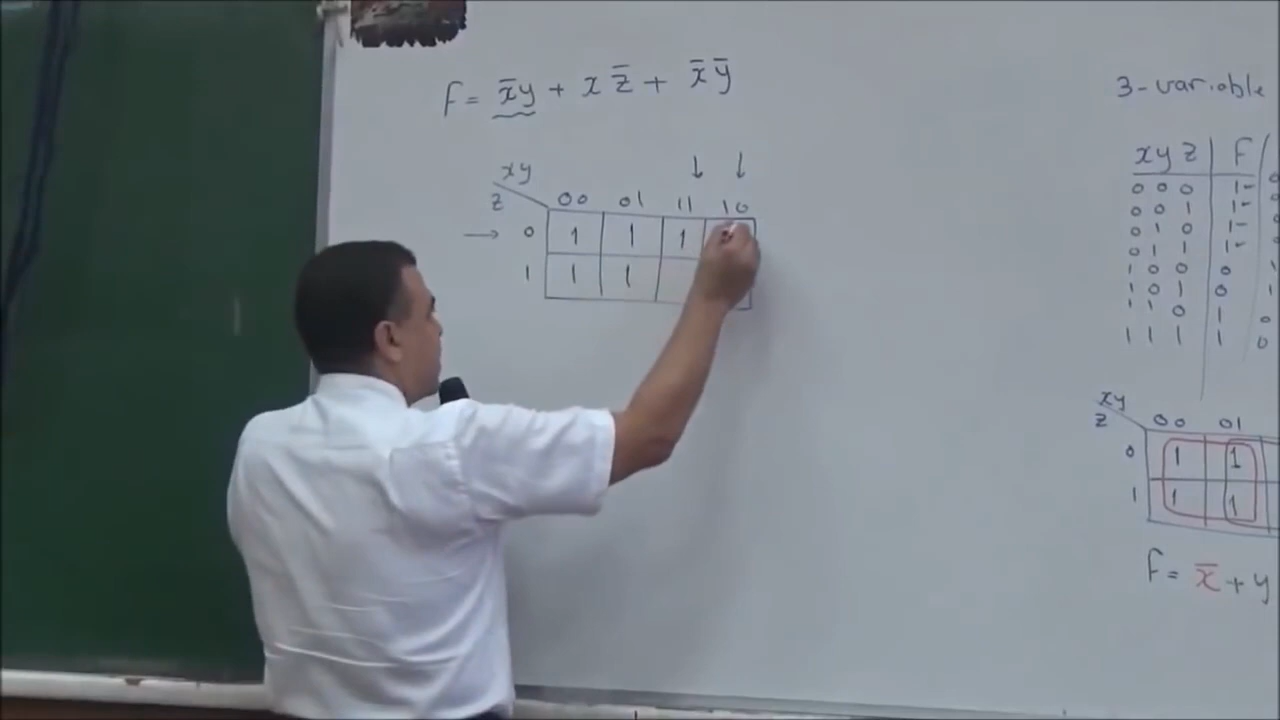 F = x̄y + x z̄ + x̄ȳ
xy
z 00 01 11 10
0 1 1 1
1 1 1
3-variable
x y z F
0 0 0 1
0 0 1 1
0 1 0 1
0 1 1 1
1 0 0 0
1 0 1 0
1 1 0 1
1 1 1 1
xy
z 00 01
0 1 1
1 1 1
F = x̄ + y